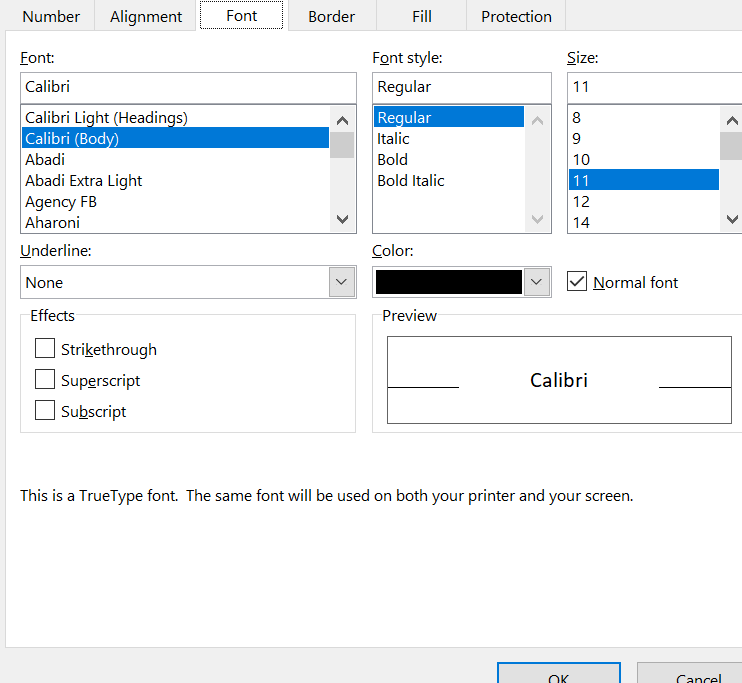 Number Alignment Font Border Fill Protection
Font: Font style: Size:
Calibri Regular 11
Calibri Light (Headings) Regular 8
Calibri (Body) Italic 9
Abadi Bold 10
Abadi Extra Light Bold Italic 11
Agency FB 12
Aharoni 14
Underline: Color:
None Normal font
Effects Preview
Strikethrough
Superscript Calibri
Subscript
This is a TrueType font.  The same font will be used on both your printer and your screen.
OK Cancel